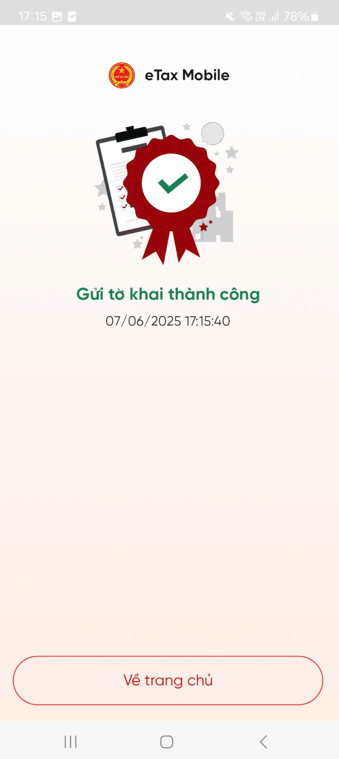 17:15
78%
eTax Mobile
Gửi tờ khai thành công
07/06/2025 17:15:40
Về trang chủ